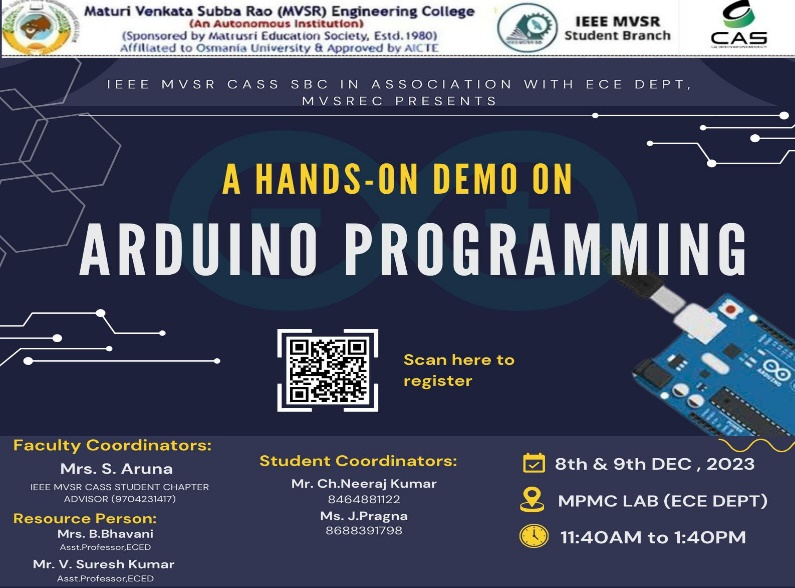 Maturi Venkata Subba Rao (MVSR) Engineering College
(An Autonomous Institution)
(Sponsored by Matrusri Education Society, Estd.1980)
Affiliated to Osmania University & Approved by AICTE
IEEE MVSR
Student Branch
CAS
IEEE MVSR CASS SBC IN ASSOCIATION WITH ECE DEPT,
MVSREC PRESENTS
A HANDS-ON DEMO ON
ARDUINO PROGRAMMING
Scan here to
register
ARDUINO
Faculty Coordinators:
Mrs. S. Aruna
IEEE MVSR CASS STUDENT CHAPTER
ADVISOR (9704231417)
Resource Person:
Mrs. B.Bhavani
Asst.Professor,ECED
Mr. V. Suresh Kumar
Asst.Professor,ECED
Student Coordinators:
Mr. Ch.Neeraj Kumar
8464881122
Ms. J.Pragna
8688391798
8th & 9th DEC , 2023
MPMC LAB (ECE DEPT)
11:40AM to 1:40PM